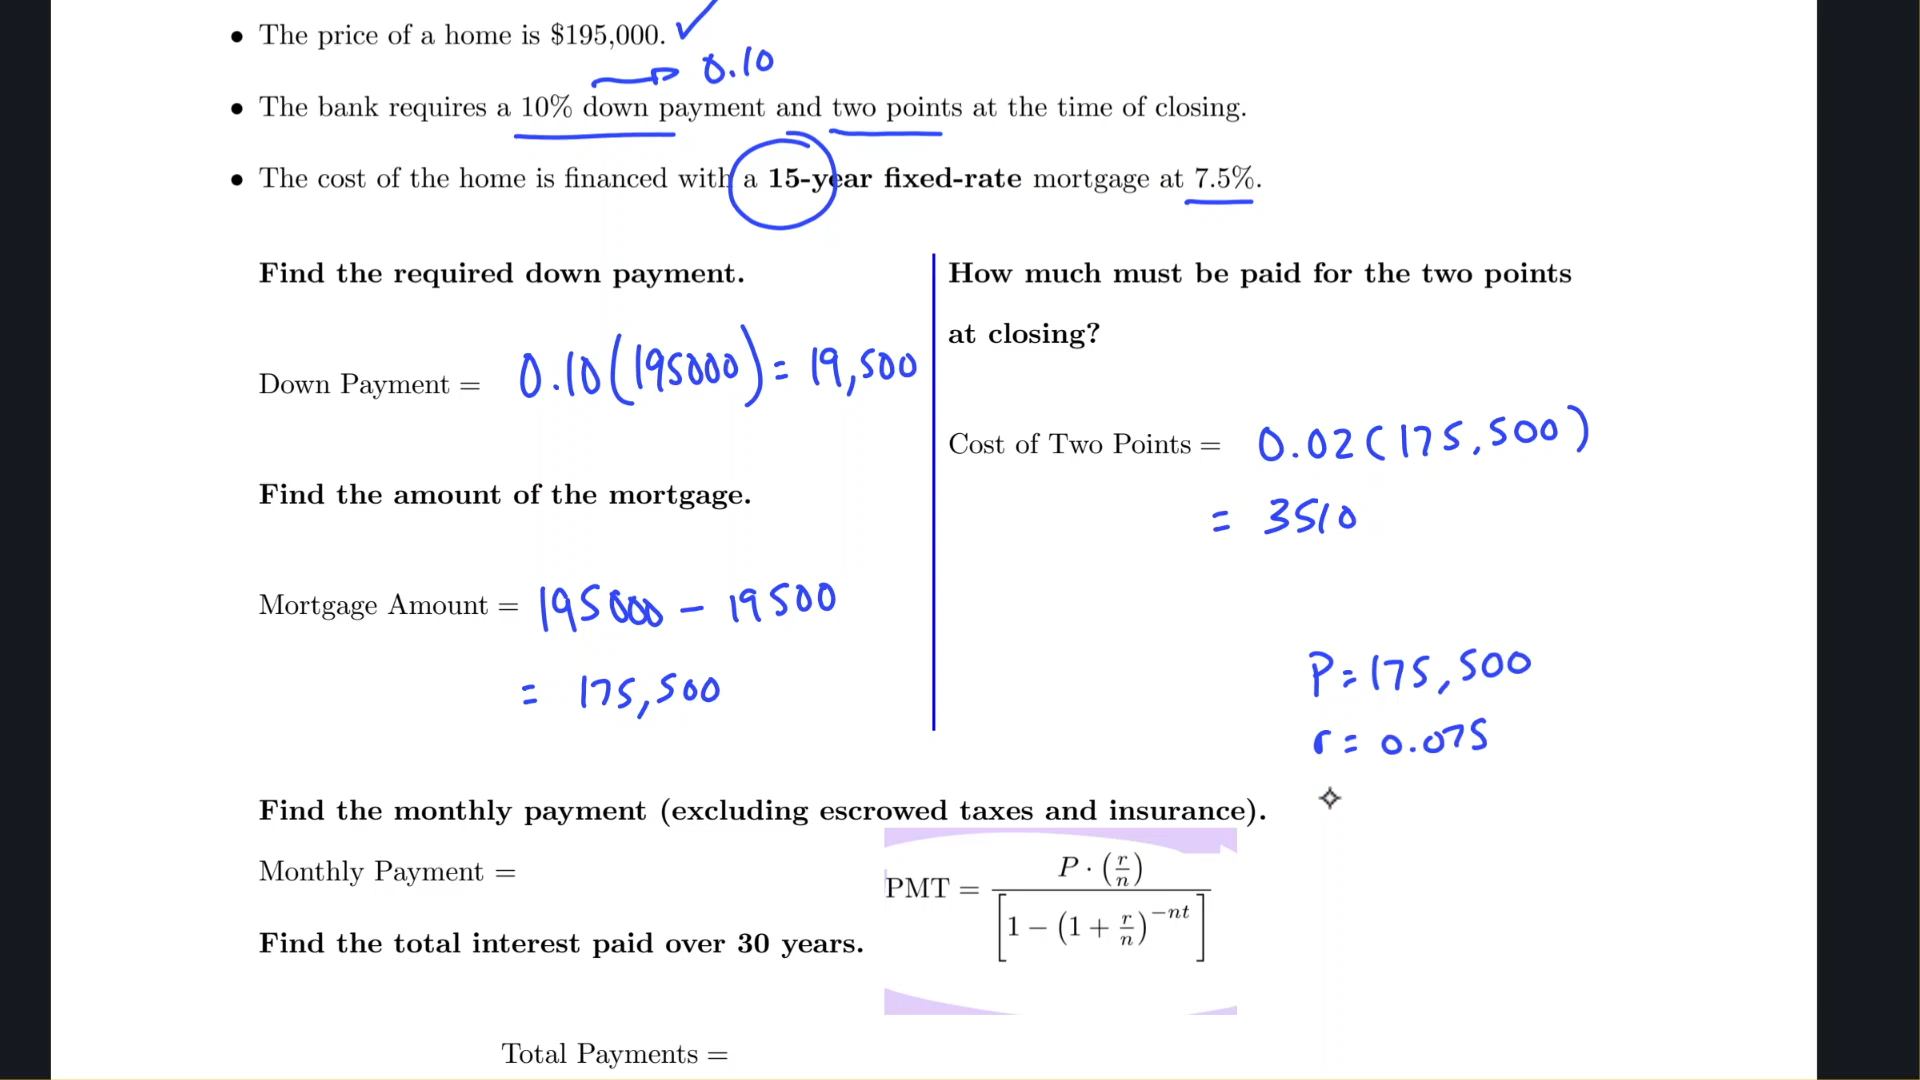 • The price of a home is $195,000. ✓
→ 0.10
• The bank requires a 10% down payment and two points at the time of closing.
• The cost of the home is financed with a 15-year fixed-rate mortgage at 7.5%.
Find the required down payment.
Down Payment = 0.10(195000) = 19,500
Find the amount of the mortgage.
Mortgage Amount = 195000 - 19500
= 175,500
How much must be paid for the two points
at closing?
Cost of Two Points = 0.02(175,500)
= 3510
P = 175,500
r = 0.075
Find the monthly payment (excluding escrowed taxes and insurance).
Monthly Payment =
PMT = P · (r/n) / [1 − (1 + r/n)^−nt]
Find the total interest paid over 30 years.
Total Payments =